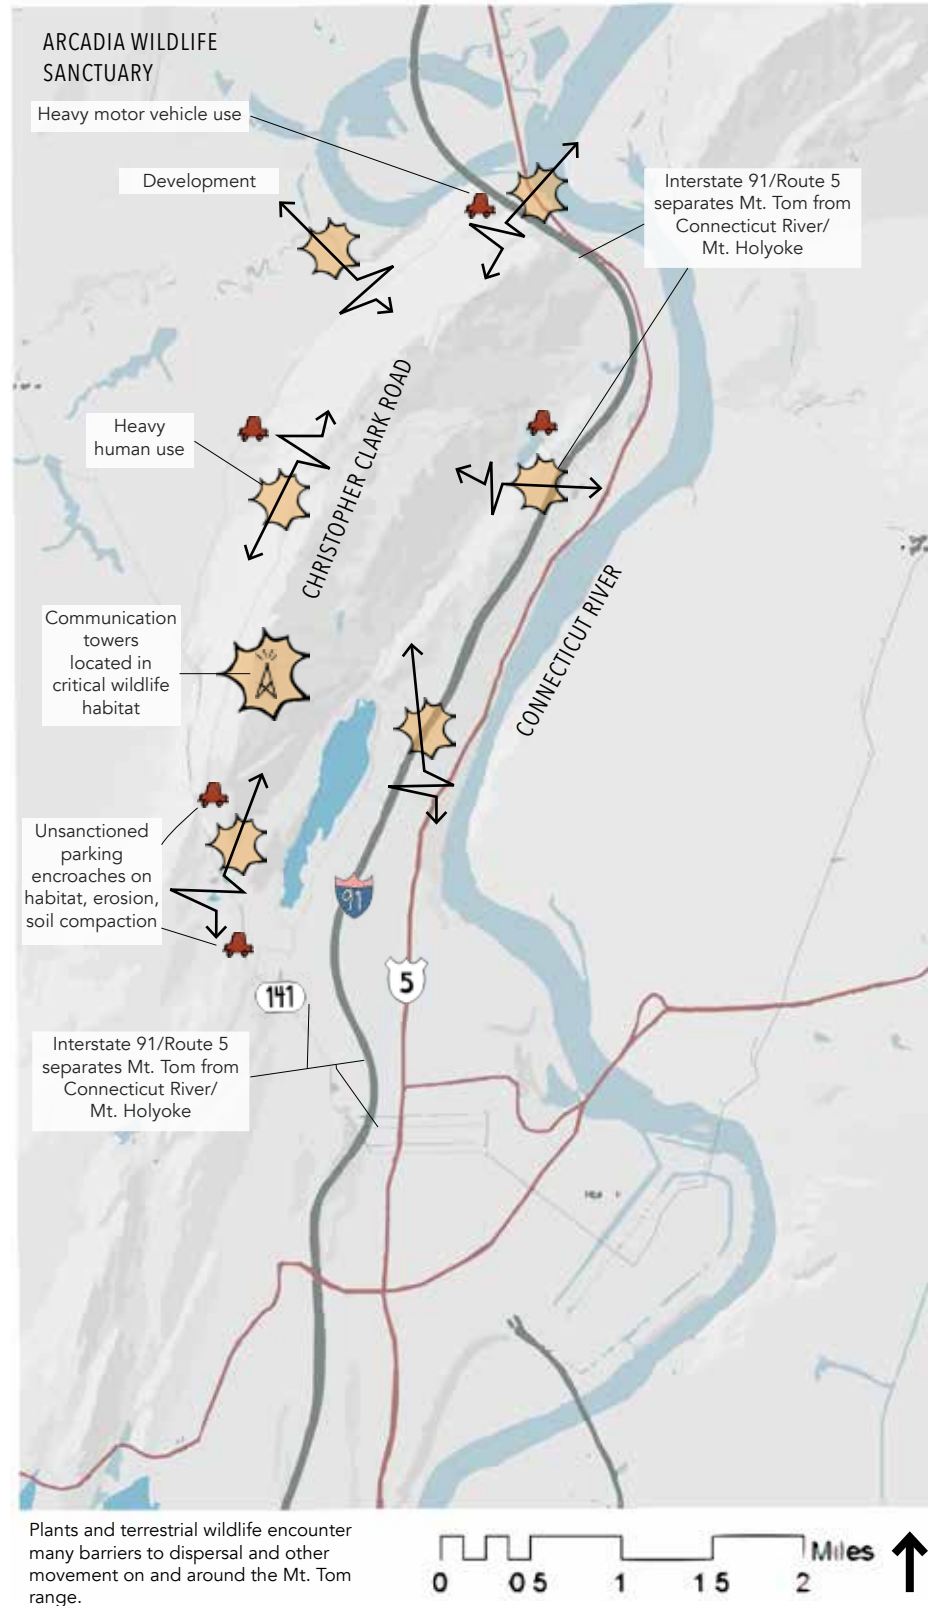 ARCADIA WILDLIFE
SANCTUARY
Heavy motor vehicle use
Development
Interstate 91/Route 5
separates Mt. Tom from
Connecticut River/
Mt. Holyoke
Heavy
human use
CHRISTOPHER CLARK ROAD
CONNECTICUT RIVER
Communication
towers
located in
critical wildlife
habitat
Unsanctioned
parking
encroaches on
habitat, erosion,
soil compaction
91
5
141
Interstate 91/Route 5
separates Mt. Tom from
Connecticut River/
Mt. Holyoke
Plants and terrestrial wildlife encounter
many barriers to dispersal and other
movement on and around the Mt. Tom
range.
Miles
0 0 5 1 1 5 2